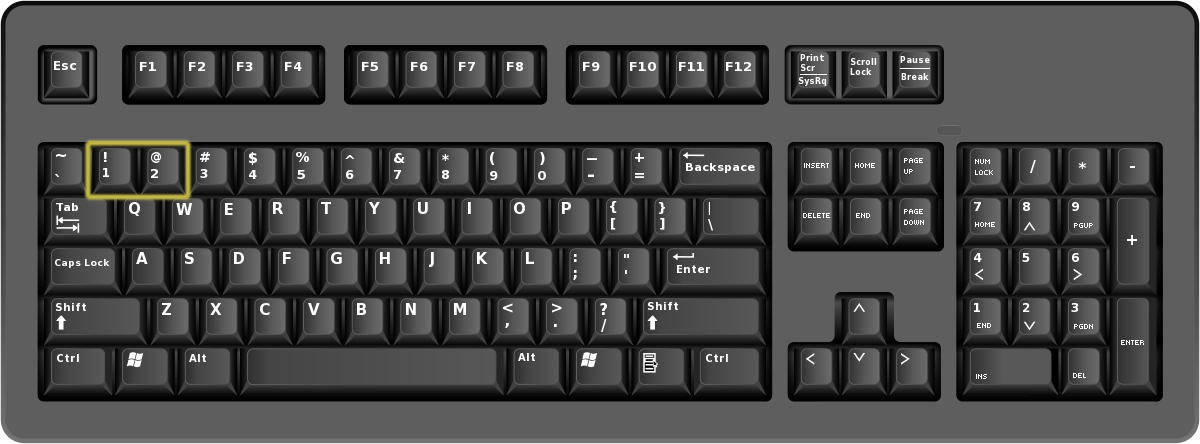 Esc F1 F2 F3 F4 F5 F6 F7 F8 F9 F10 F11 F12 Print Scr SysRq Scroll Lock Pause Break
~ ` ! 1 @ 2 # 3 $ 4 % 5 ^ 6 & 7 * 8 ( 9 ) 0 – - + = Backspace INSERT HOME PAGE UP NUM LOCK / * -
Tab Q W E R T Y U I O P { [ } ] | \ DELETE END PAGE DOWN 7 HOME 8 ^ 9 PGUP +
Caps Lock A S D F G H J K L : ; " ' Enter 4 < 5 6 >
Shift Z X C V B N M < , > . ? / Shift ^ 1 END 2 v 3 PGDN ENTER
Ctrl Alt Alt Ctrl < v > INS DEL